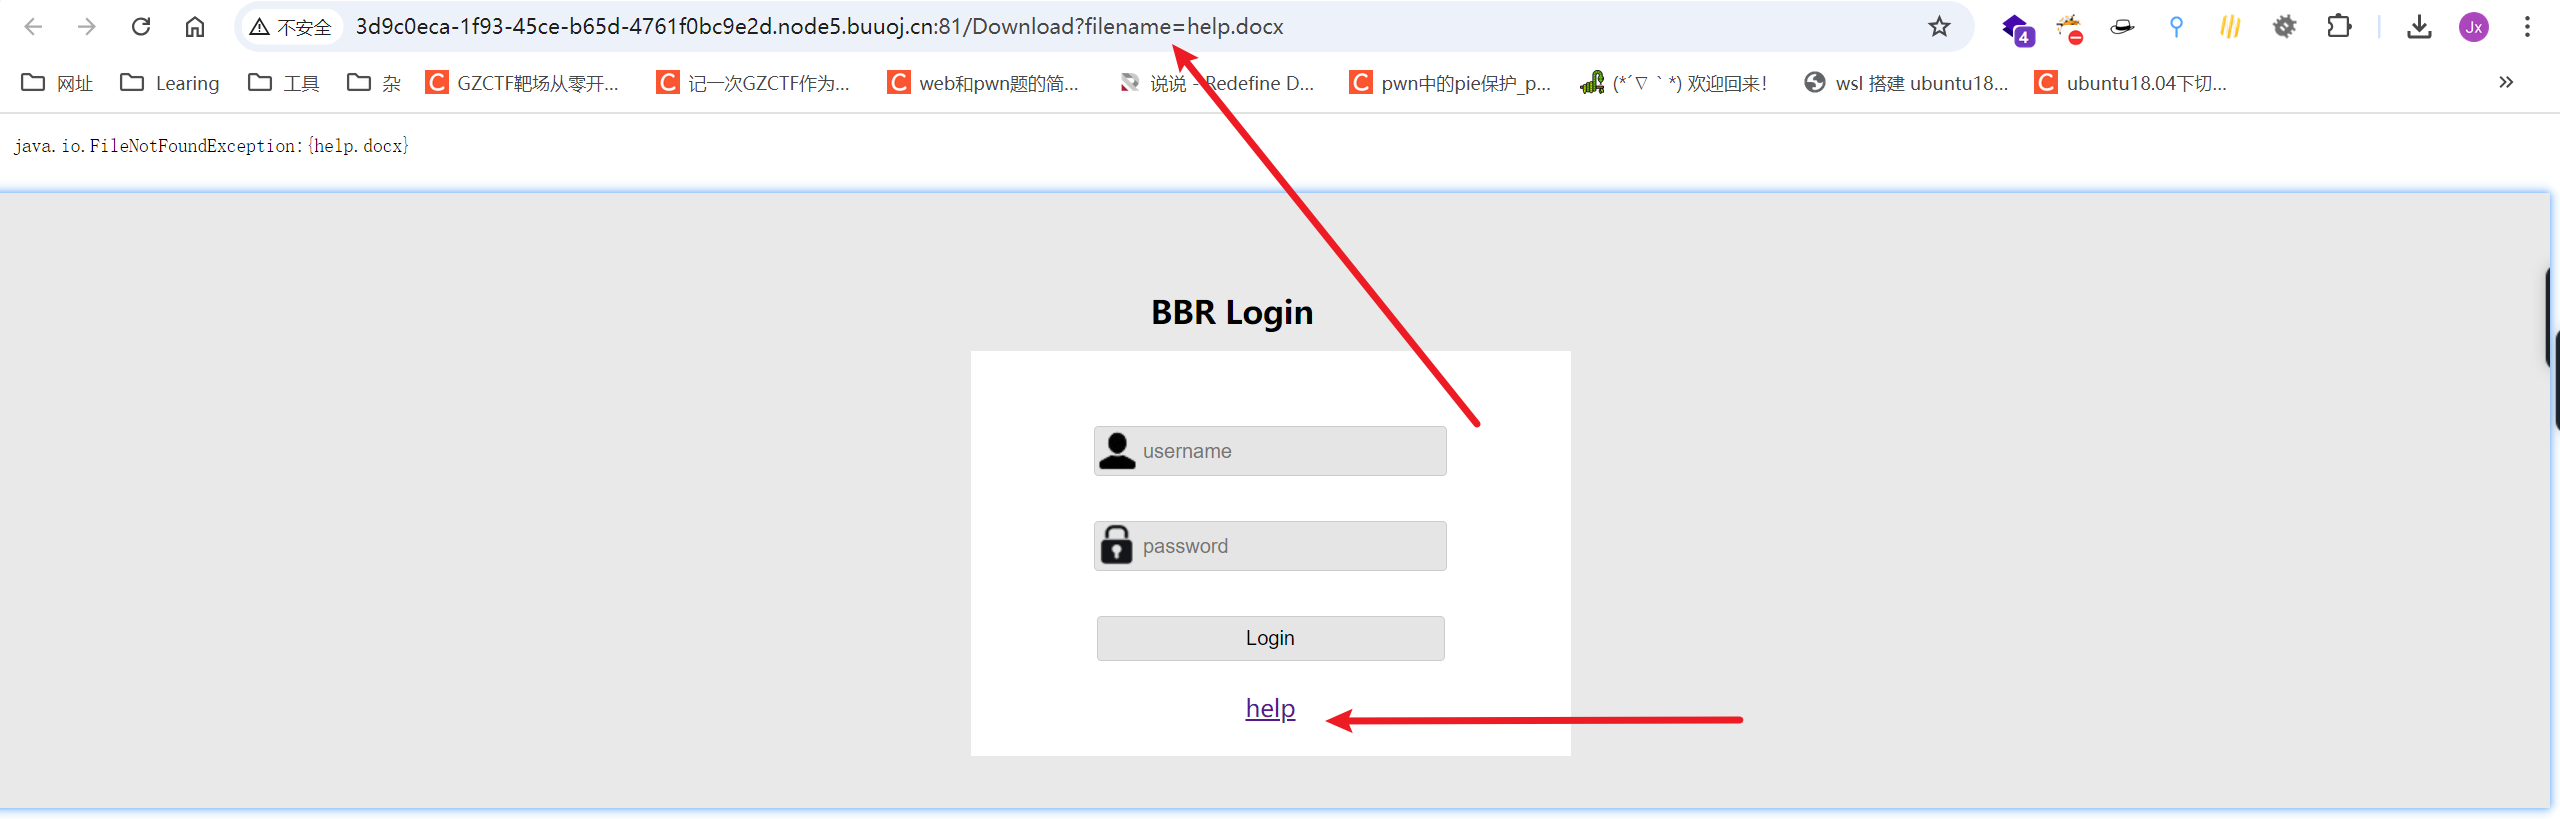 不安全 3d9c0eca-1f93-45ce-b65d-4761f0bc9e2d.node5.buuoj.cn:81/Download?filename=help.docx 4 Jx
网址 Learing 工具 杂 GZCTF靶场从零开... 记一次GZCTF作为... web和pwn题的简... 说说 - Redefine D... pwn中的pie保护_p... (*´∇｀*) 欢迎回来! wsl 搭建 ubuntu18... ubuntu18.04下切...
java.io.FileNotFoundException:{help.docx}
BBR Login
username
password
Login
help